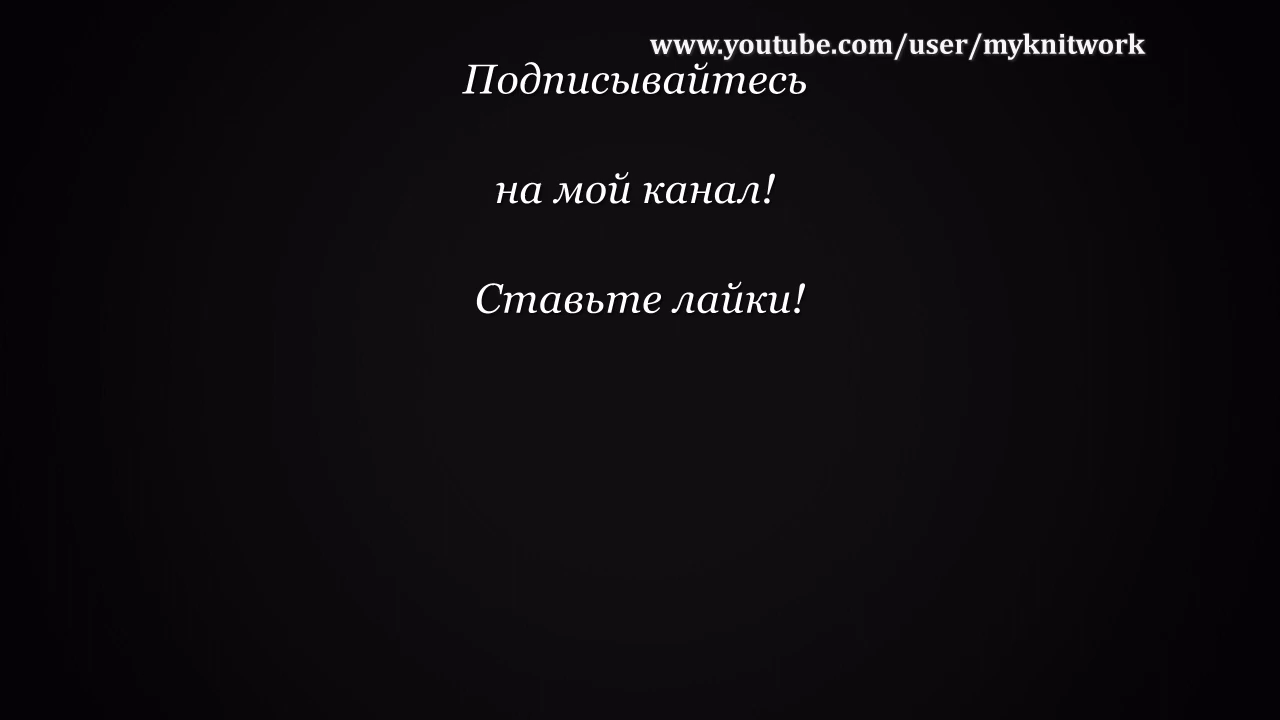 www.youtube.com/user/myknitwork
Подписывайтесь
на мой канал!
Ставьте лайки!